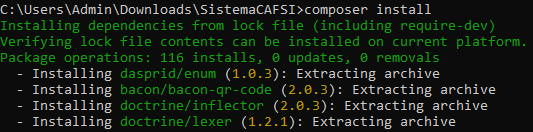 C:\Users\Admin\Downloads\SistemaCAFSI>composer install
Installing dependencies from lock file (including require-dev)
Verifying lock file contents can be installed on current platform.
Package operations: 116 installs, 0 updates, 0 removals
- Installing dasprid/enum (1.0.3): Extracting archive
- Installing bacon/bacon-qr-code (2.0.3): Extracting archive
- Installing doctrine/inflector (2.0.3): Extracting archive
- Installing doctrine/lexer (1.2.1): Extracting archive